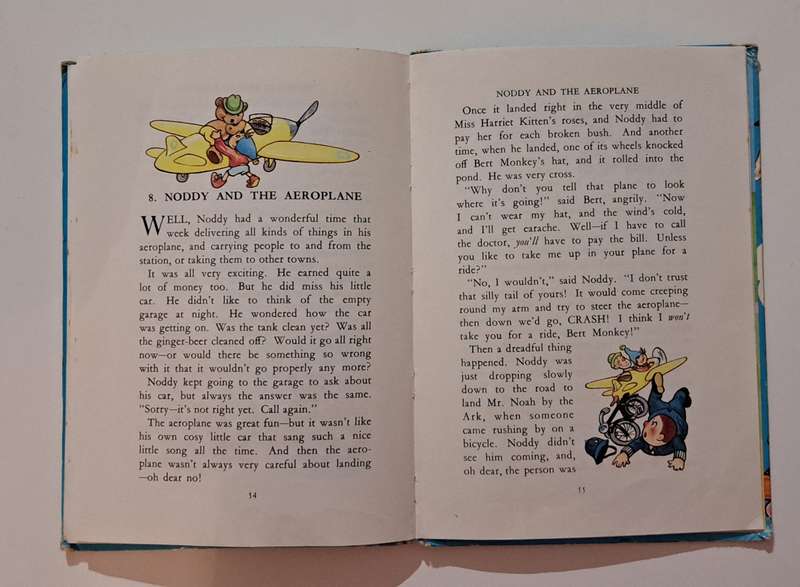 8. NODDY AND THE AEROPLANE
WELL, Noddy had a wonderful time that
week delivering all kinds of things in his
aeroplane, and carrying people to and from the
station, or taking them to other towns.
It was all very exciting. He earned quite a
lot of money too. But he did miss his little
car. He didn't like to think of the empty
garage at night. He wondered how the car
was getting on. Was the tank clean yet? Was all
the ginger-beer cleaned off? Would it go all right
now—or would there be something so wrong
with it that it wouldn't go properly any more?
Noddy kept going to the garage to ask about
his car, but always the answer was the same.
"Sorry—it's not right yet. Call again."
The aeroplane was great fun—but it wasn't like
his own cosy little car that sang such a nice
little song all the time. And then the aero-
plane wasn't always very careful about landing
—oh dear no!
54
NODDY AND THE AEROPLANE
Once it landed right in the very middle of
Miss Harriet Kitten's roses, and Noddy had to
pay her for each broken bush. And another
time, when he landed, one of its wheels knocked
off Bert Monkey's hat, and it rolled into the
pond. He was very cross.
"Why don't you tell that plane to look
where it's going!" said Bert, angrily. "Now
I can't wear my hat, and the wind's cold,
and I'll get earache. Well—if I have to call
the doctor, you'll have to pay the bill. Unless
you like to take me up in your plane for a
ride?"
"No, I wouldn't," said Noddy. "I don't trust
that silly tail of yours! It would come creeping
round my arm and try to steer the aeroplane—
then down we'd go, CRASH! I think I won't
take you for a ride, Bert Monkey!"
Then a dreadful thing
happened. Noddy was
just dropping slowly
down to the road to
land Mr. Noah by the
Ark, when someone
came rushing by on a
bicycle. Noddy didn't
see him coming, and,
oh dear, the person was
55